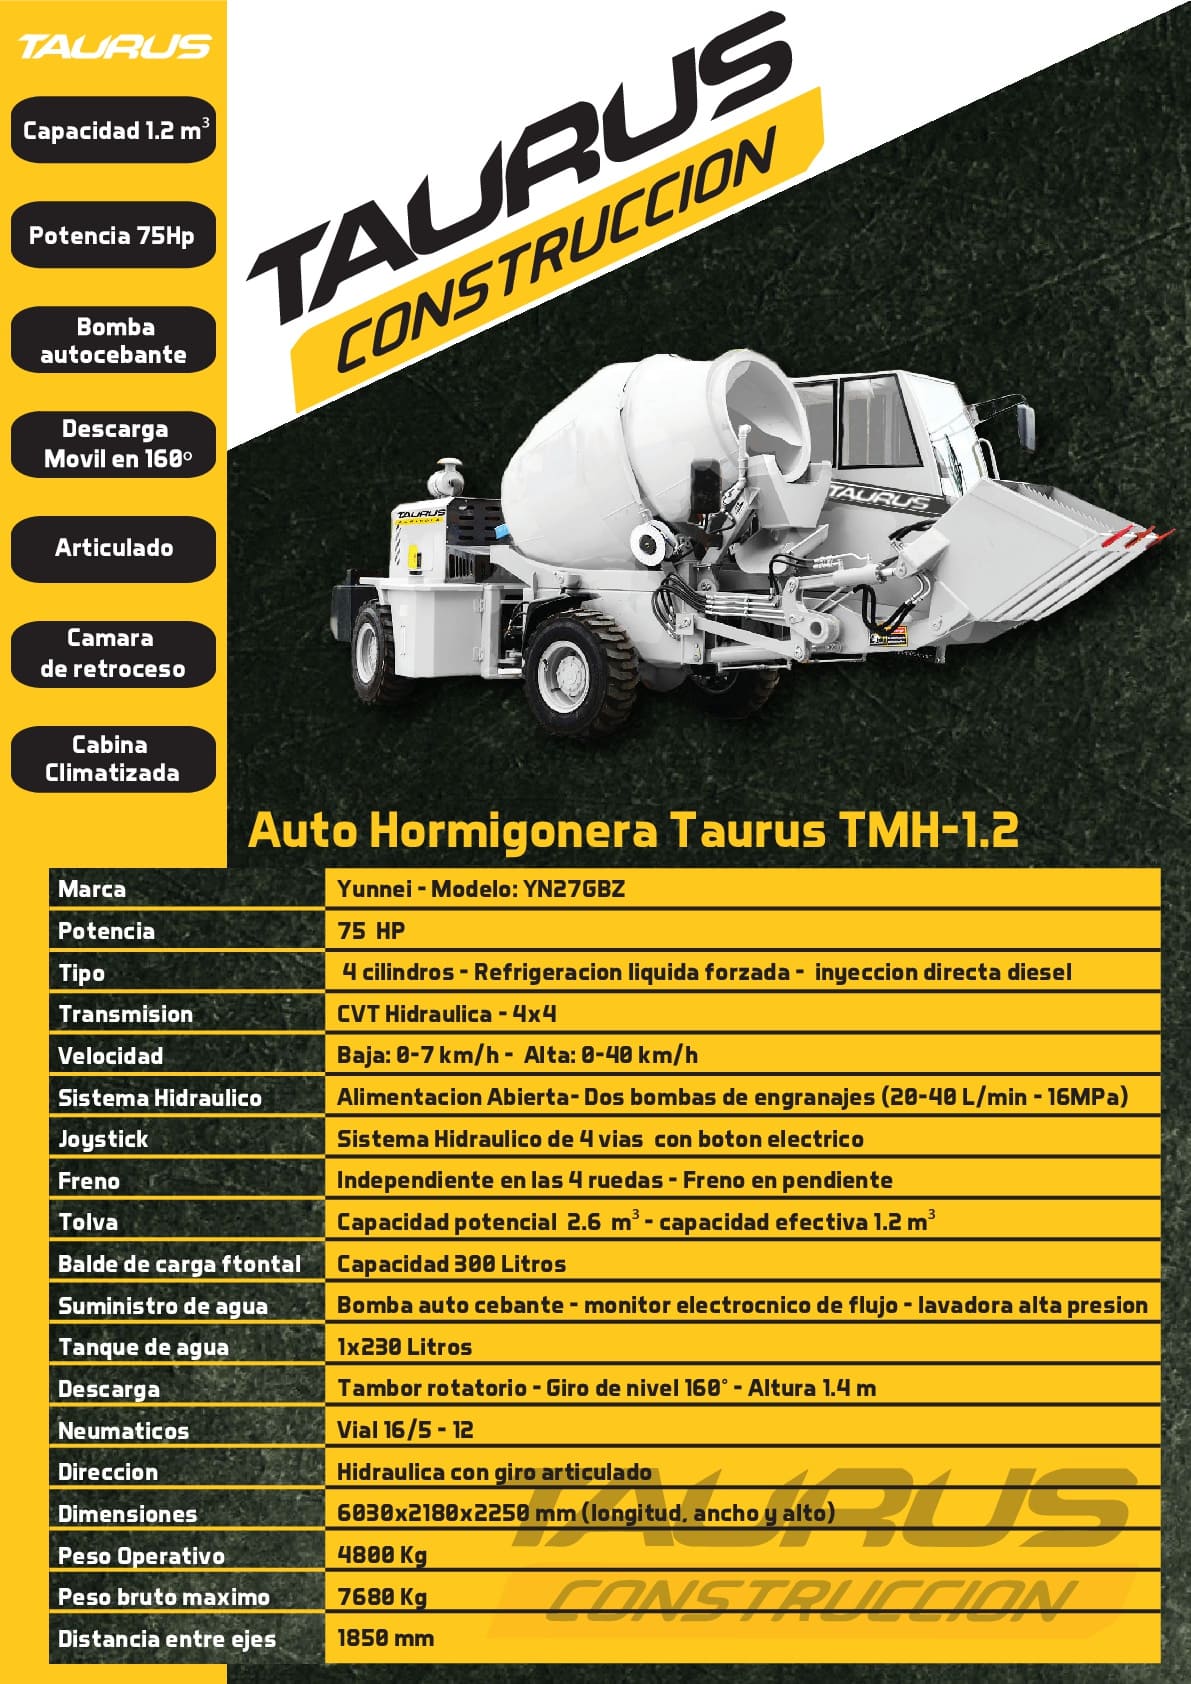 TAURUS
Capacidad 1.2 m³
Potencia 75Hp
Bomba
autocebante
Descarga
Movil en 160°
Articulado
Camara
de retroceso
Cabina
Climatizada
TAURUS
CONSTRUCCION
TAURUS
TAURUS
Auto Hormigonera Taurus TMH-1.2
Marca Yunnei - Modelo: YN27GBZ
Potencia 75 HP
Tipo 4 cilindros - Refrigeracion liquida forzada - inyeccion directa diesel
Transmision CVT Hidraulica - 4x4
Velocidad Baja: 0-7 km/h - Alta: 0-40 km/h
Sistema Hidraulico Alimentacion Abierta- Dos bombas de engranajes (20-40 L/min - 16MPa)
Joystick Sistema Hidraulico de 4 vias con boton electrico
Freno Independiente en las 4 ruedas - Freno en pendiente
Tolva Capacidad potencial 2.6 m³ - capacidad efectiva 1.2 m³
Balde de carga ftontal Capacidad 300 Litros
Suministro de agua Bomba auto cebante - monitor electrocnico de flujo - lavadora alta presion
Tanque de agua 1x230 Litros
Descarga Tambor rotatorio - Giro de nivel 160° - Altura 1.4 m
Neumaticos Vial 16/5 - 12
Direccion Hidraulica con giro articulado
Dimensiones 6030x2180x2250 mm (longitud, ancho y alto)
Peso Operativo 4800 Kg
Peso bruto maximo 7680 Kg
Distancia entre ejes 1850 mm
TAURUS
CONSTRUCCION